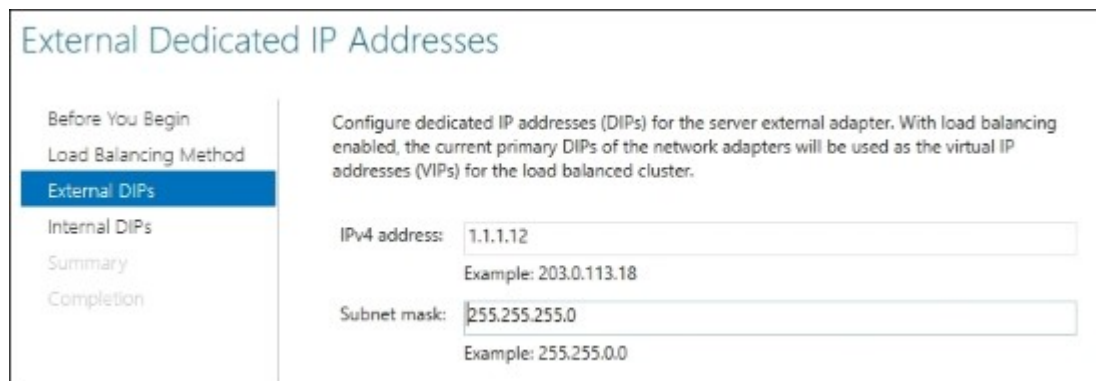 External Dedicated IP Addresses
Before You Begin
Load Balancing Method
External DIPs
Internal DIPs
Summary
Completion
Configure dedicated IP addresses (DIPs) for the server external adapter. With load balancing
enabled, the current primary DIPs of the network adapters will be used as the virtual IP
addresses (VIPs) for the load balanced cluster.
IPv4 address: 1.1.1.12
Example: 203.0.113.18
Subnet mask: 255.255.255.0
Example: 255.255.0.0